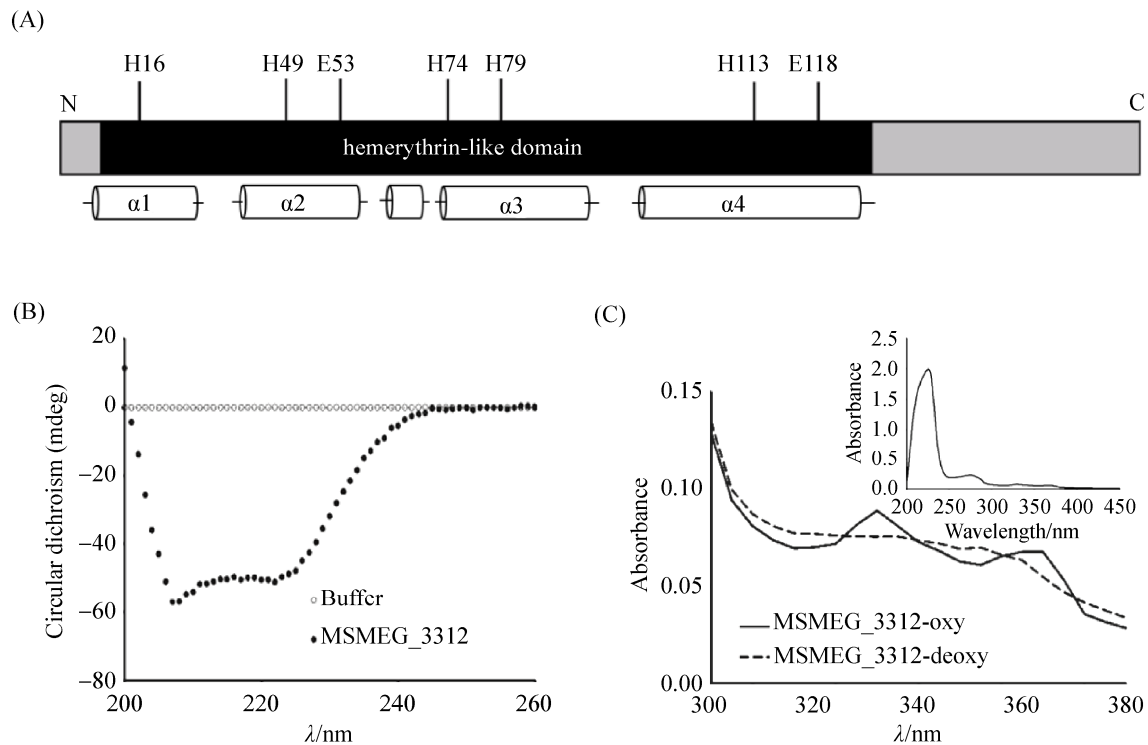 (A)
H16 H49 E53 H74 H79 H113 E118
N C
hemerythrin-like domain
α1 α2 α3 α4
(B)
20
0
−20
−40
−60
−80
Circular dichroism (mdeg)
Buffer
MSMEG_3312
200 220 240 260
λ/nm
(C)
0.15
0.10
0.05
0.00
Absorbance
MSMEG_3312-oxy
MSMEG_3312-deoxy
300 320 340 360 380
λ/nm
2.5
2.0
1.5
1.0
0.5
0.0
Absorbance
200 250 300 350 400 450
Wavelength/nm